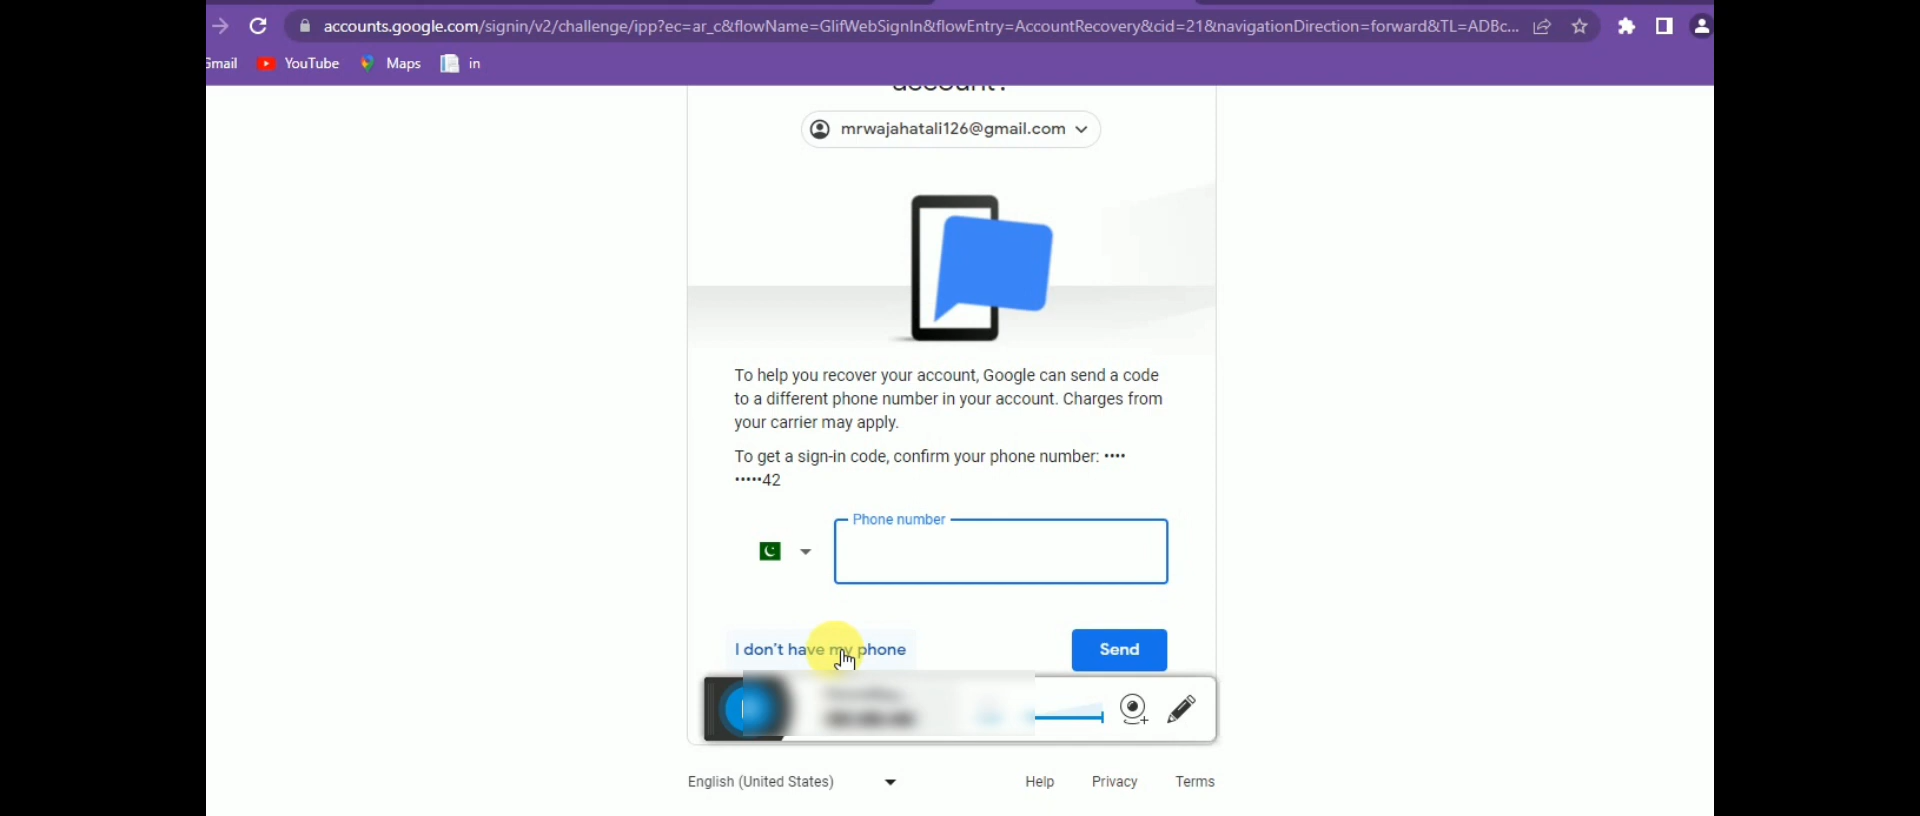 accounts.google.com/signin/v2/challenge/ipp?ec=ar_c&flowName=GlifWebSignIn&flowEntry=AccountRecovery&cid=21&navigationDirection=forward&TL=ADBc...
Gmail YouTube Maps in
account?
mrwajahatali126@gmail.com
To help you recover your account, Google can send a code
to a different phone number in your account. Charges from
your carrier may apply.
To get a sign-in code, confirm your phone number: ••••
•••••42
Phone number
I don't have my phone Send
English (United States) Help Privacy Terms